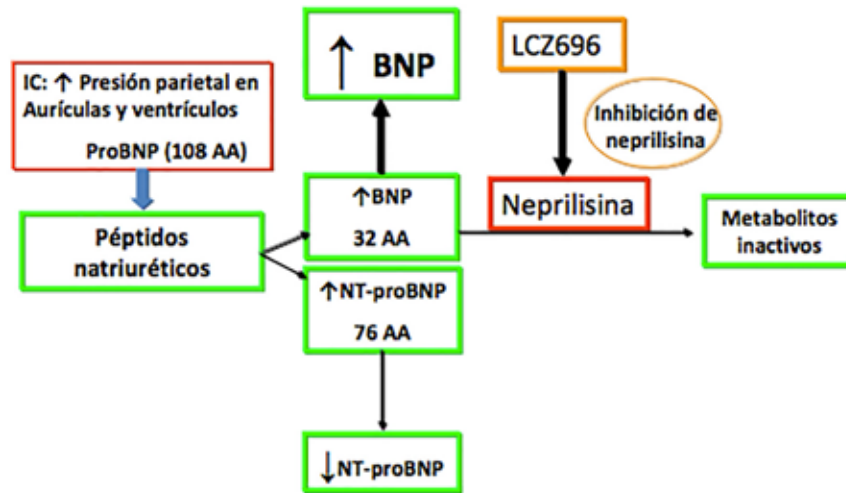 IC: ↑ Presión parietal en
Aurículas y ventrículos
ProBNP (108 AA)
Péptidos
natriuréticos
↑ BNP
↑BNP
32 AA
↑NT-proBNP
76 AA
↓NT-proBNP
LCZ696
Inhibición de
neprilisina
Neprilisina
Metabolitos
inactivos